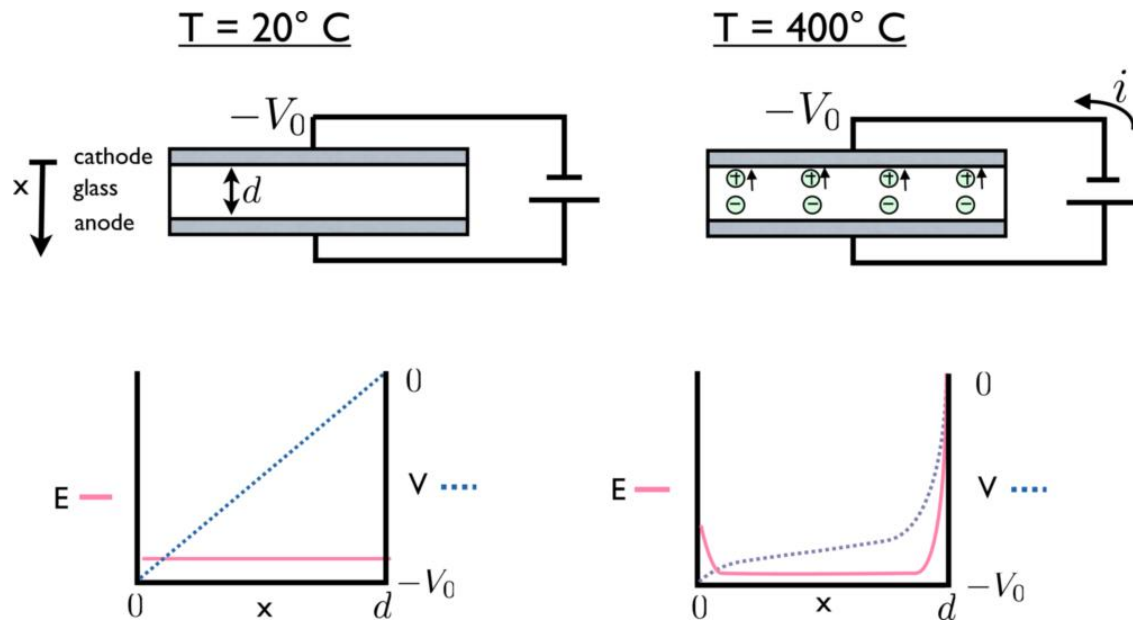 T = 20° C
T = 400° C
−V₀
cathode
x
glass
d
anode
−V₀
i
+ + + +
− − − −
0
E
V
−V₀
0
x
d
0
E
V
−V₀
0
x
d